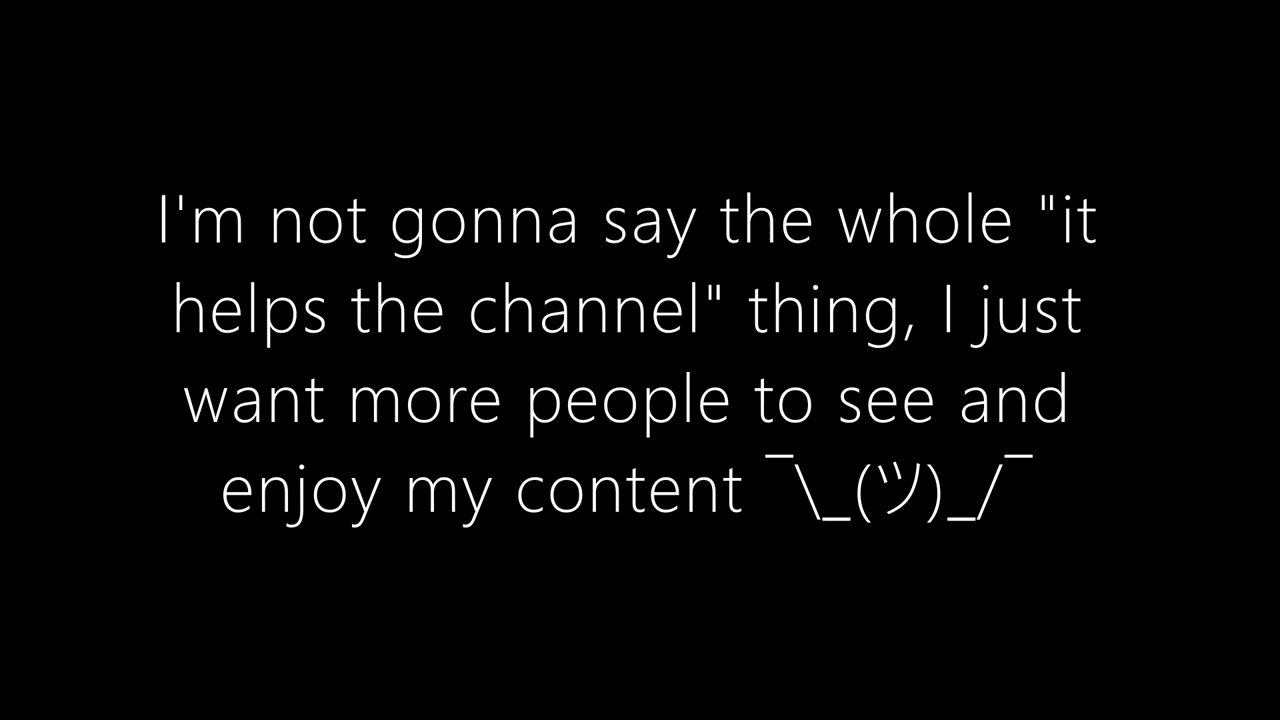 I'm not gonna say the whole "it
helps the channel" thing, I just
want more people to see and
enjoy my content ¯\_(ツ)_/¯